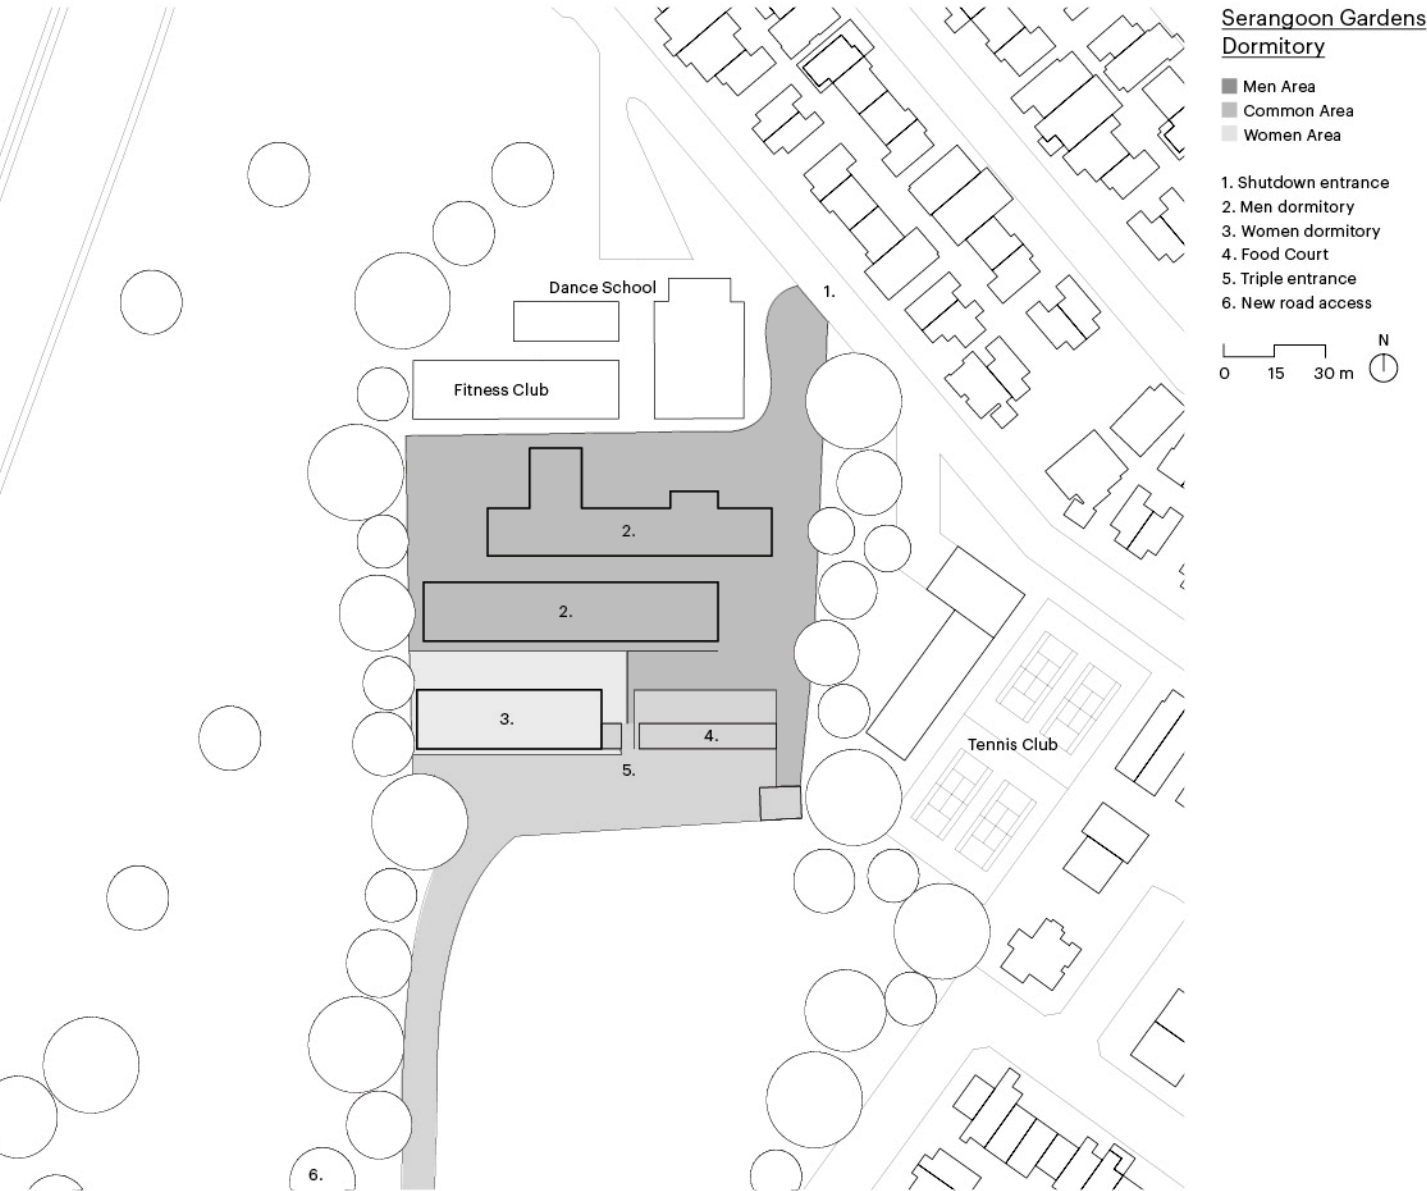 Serangoon Gardens
Dormitory
Men Area
Common Area
Women Area
1. Shutdown entrance
2. Men dormitory
3. Women dormitory
4. Food Court
5. Triple entrance
6. New road access
N
0 15 30 m
Dance School
1.
Fitness Club
2.
2.
3.
4.
Tennis Club
5.
6.